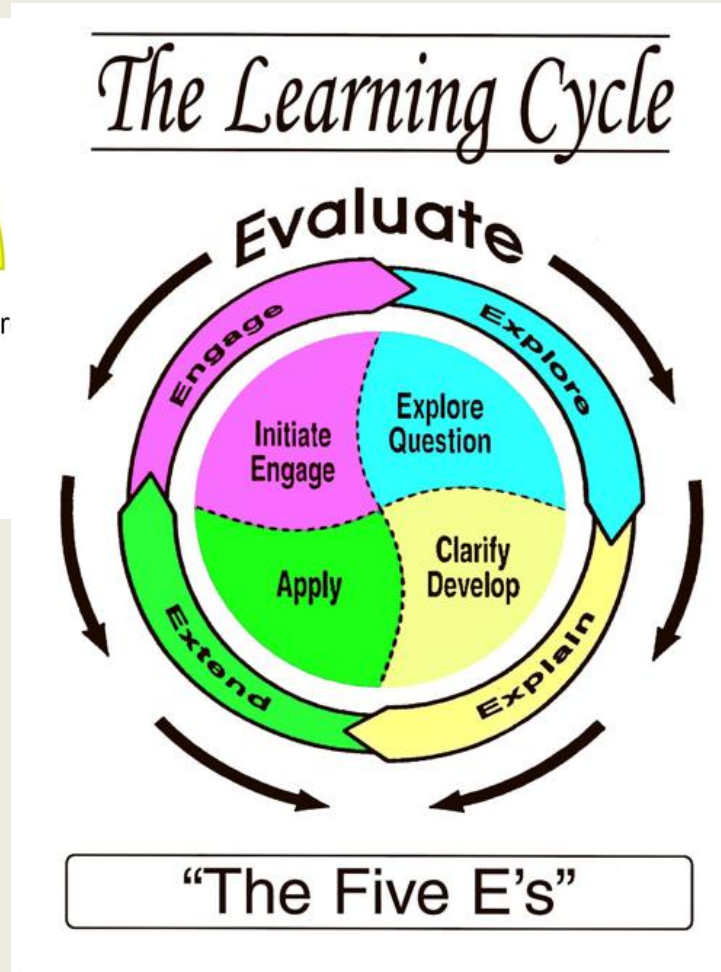 The Learning Cycle
Evaluate
Engage
Explore
Initiate
Engage
Explore
Question
Apply
Clarify
Develop
Extend
Explain
“The Five E’s”